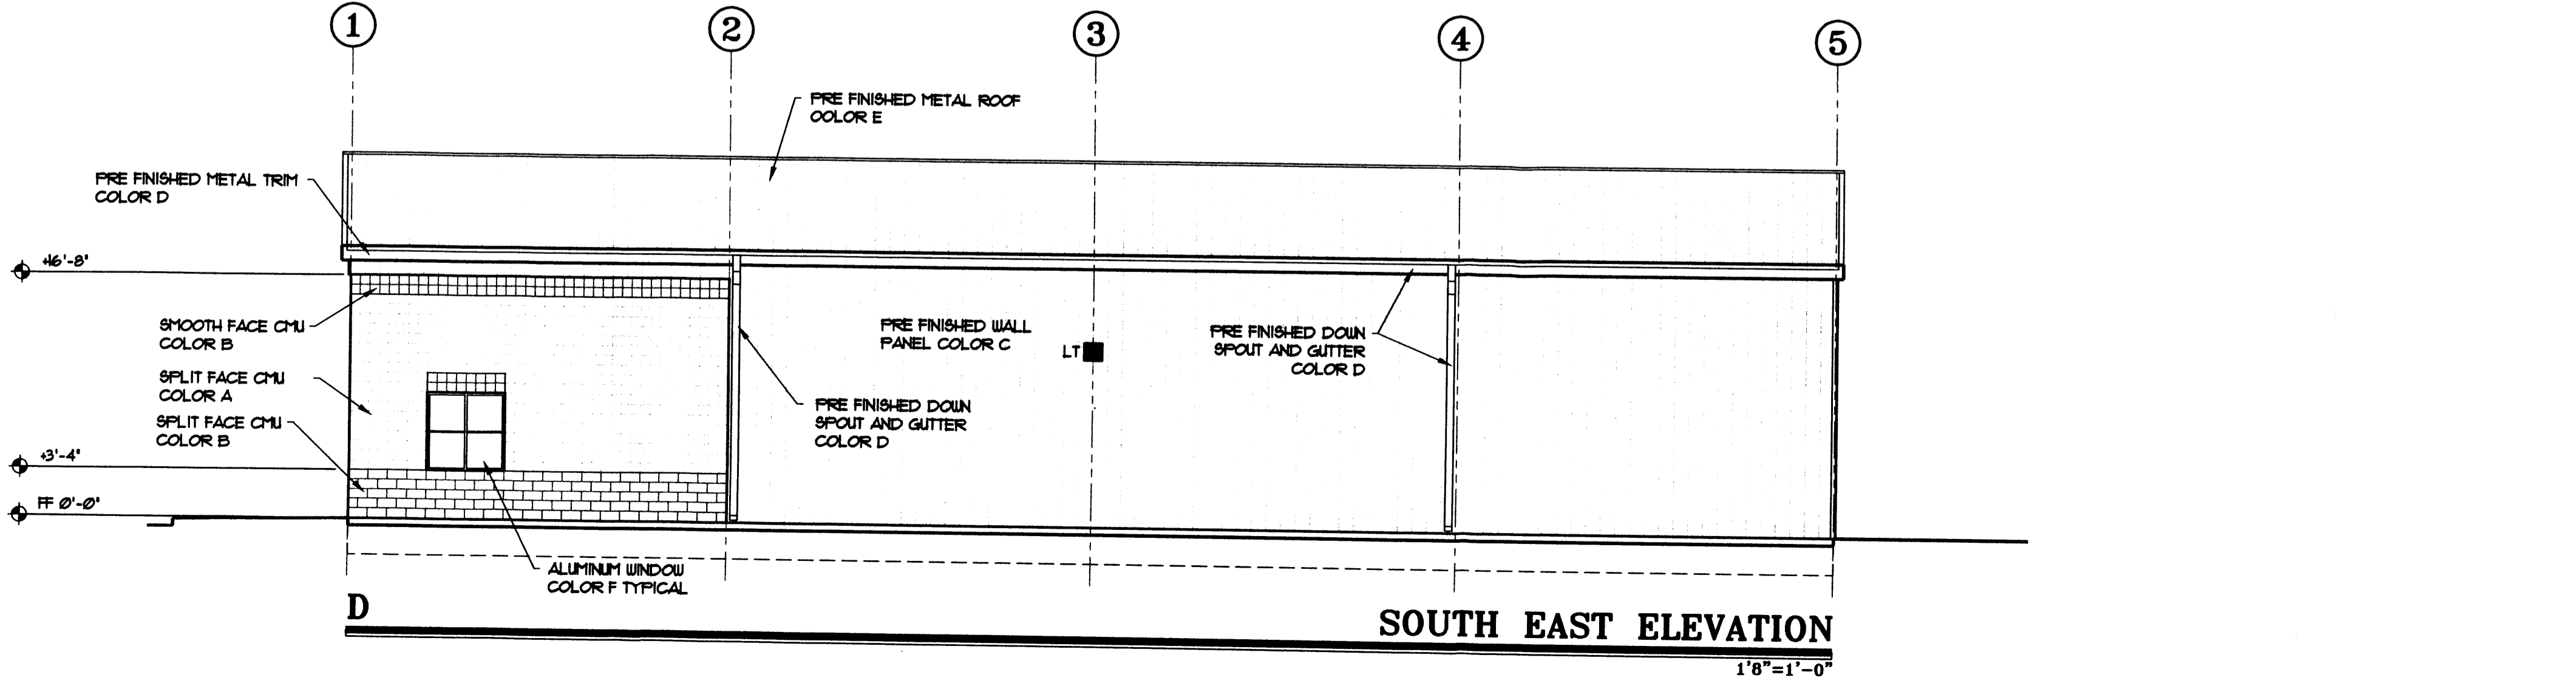 1 2 3 4 5
PRE FINISHED METAL ROOF
OOLOR E
PRE FINISHED METAL TRIM
COLOR D
+16'-8"
SMOOTH FACE CMU
COLOR B
PRE FINISHED WALL
PANEL COLOR C
LT
PRE FINISHED DOWN
SPOUT AND GUTTER
COLOR D
SPLIT FACE CMU
COLOR A
PRE FINISHED DOWN
SPOUT AND GUTTER
COLOR D
SPLIT FACE CMU
COLOR B
+3'-4"
FF 0'-0"
ALUMINUM WINDOW
COLOR F TYPICAL
D
SOUTH EAST ELEVATION
1'8"=1'-0"